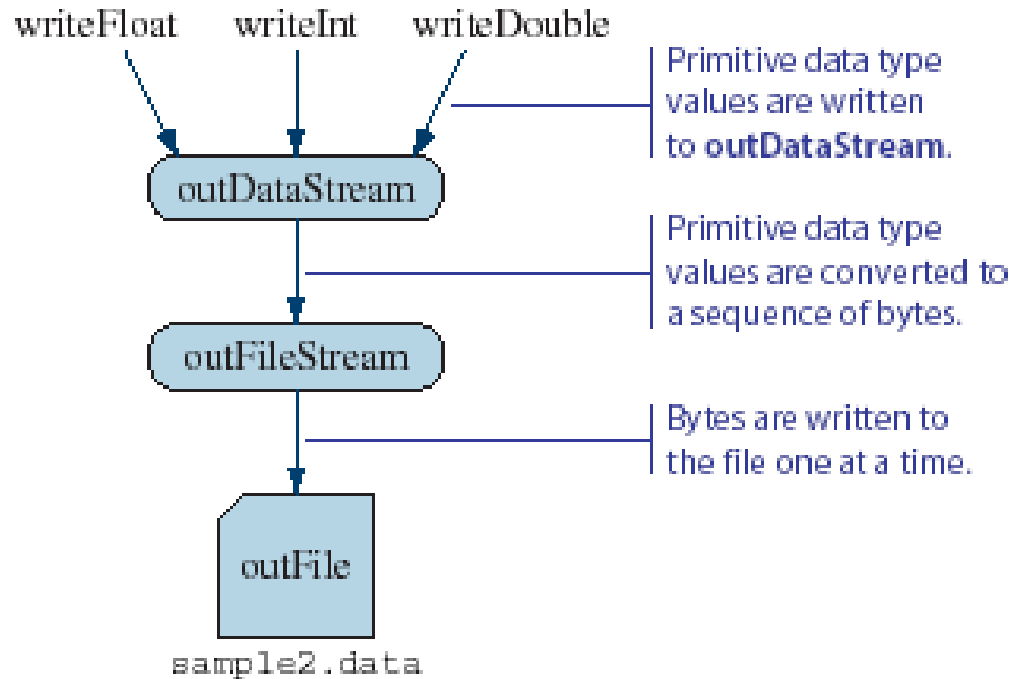 writeFloat writeInt writeDouble
Primitive data type
values are written
to outDataStream.
outDataStream
Primitive data type
values are converted to
a sequence of bytes.
outFileStream
Bytes are written to
the file one at a time.
outFile
sample2.data